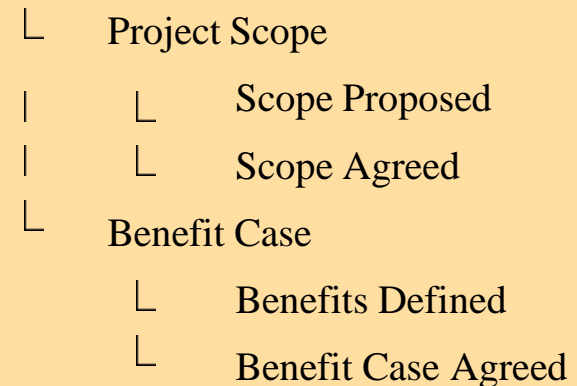 Project Scope
Scope Proposed
Scope Agreed
Benefit Case
Benefits Defined
Benefit Case Agreed